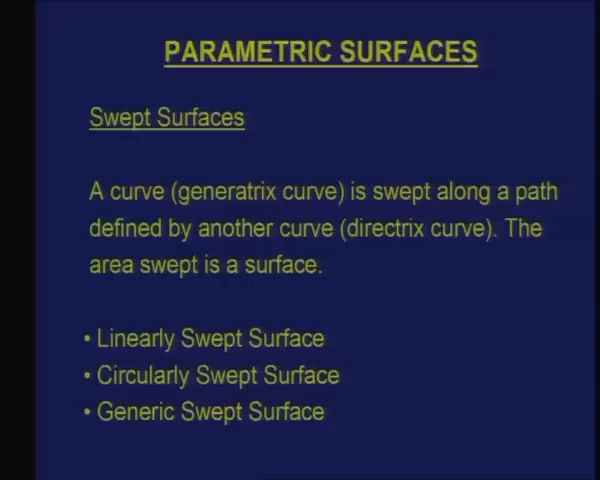 PARAMETRIC SURFACES
Swept Surfaces
A curve (generatrix curve) is swept along a path
defined by another curve (directrix curve). The
area swept is a surface.
• Linearly Swept Surface
• Circularly Swept Surface
• Generic Swept Surface